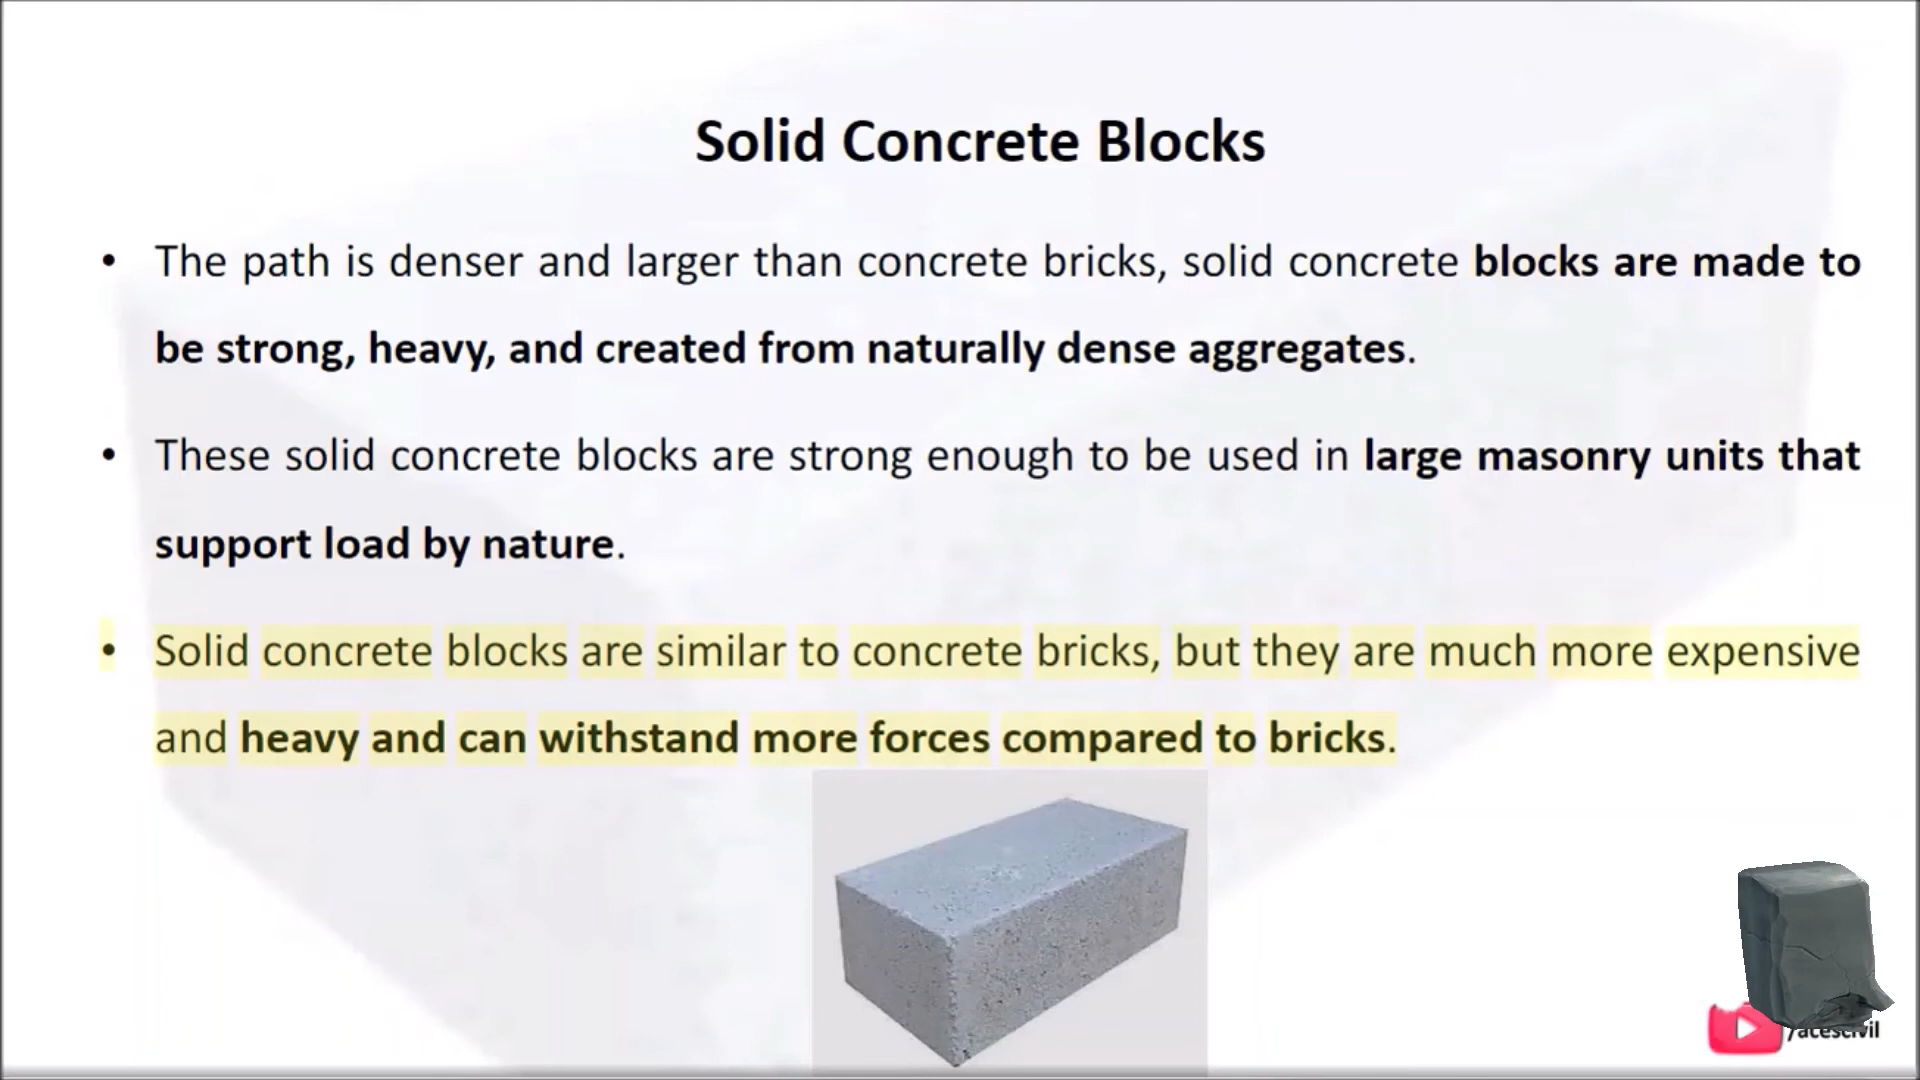 Solid Concrete Blocks
• The path is denser and larger than concrete bricks, solid concrete blocks are made to
be strong, heavy, and created from naturally dense aggregates.
• These solid concrete blocks are strong enough to be used in large masonry units that
support load by nature.
• Solid concrete blocks are similar to concrete bricks, but they are much more expensive
and heavy and can withstand more forces compared to bricks.
/acescivil